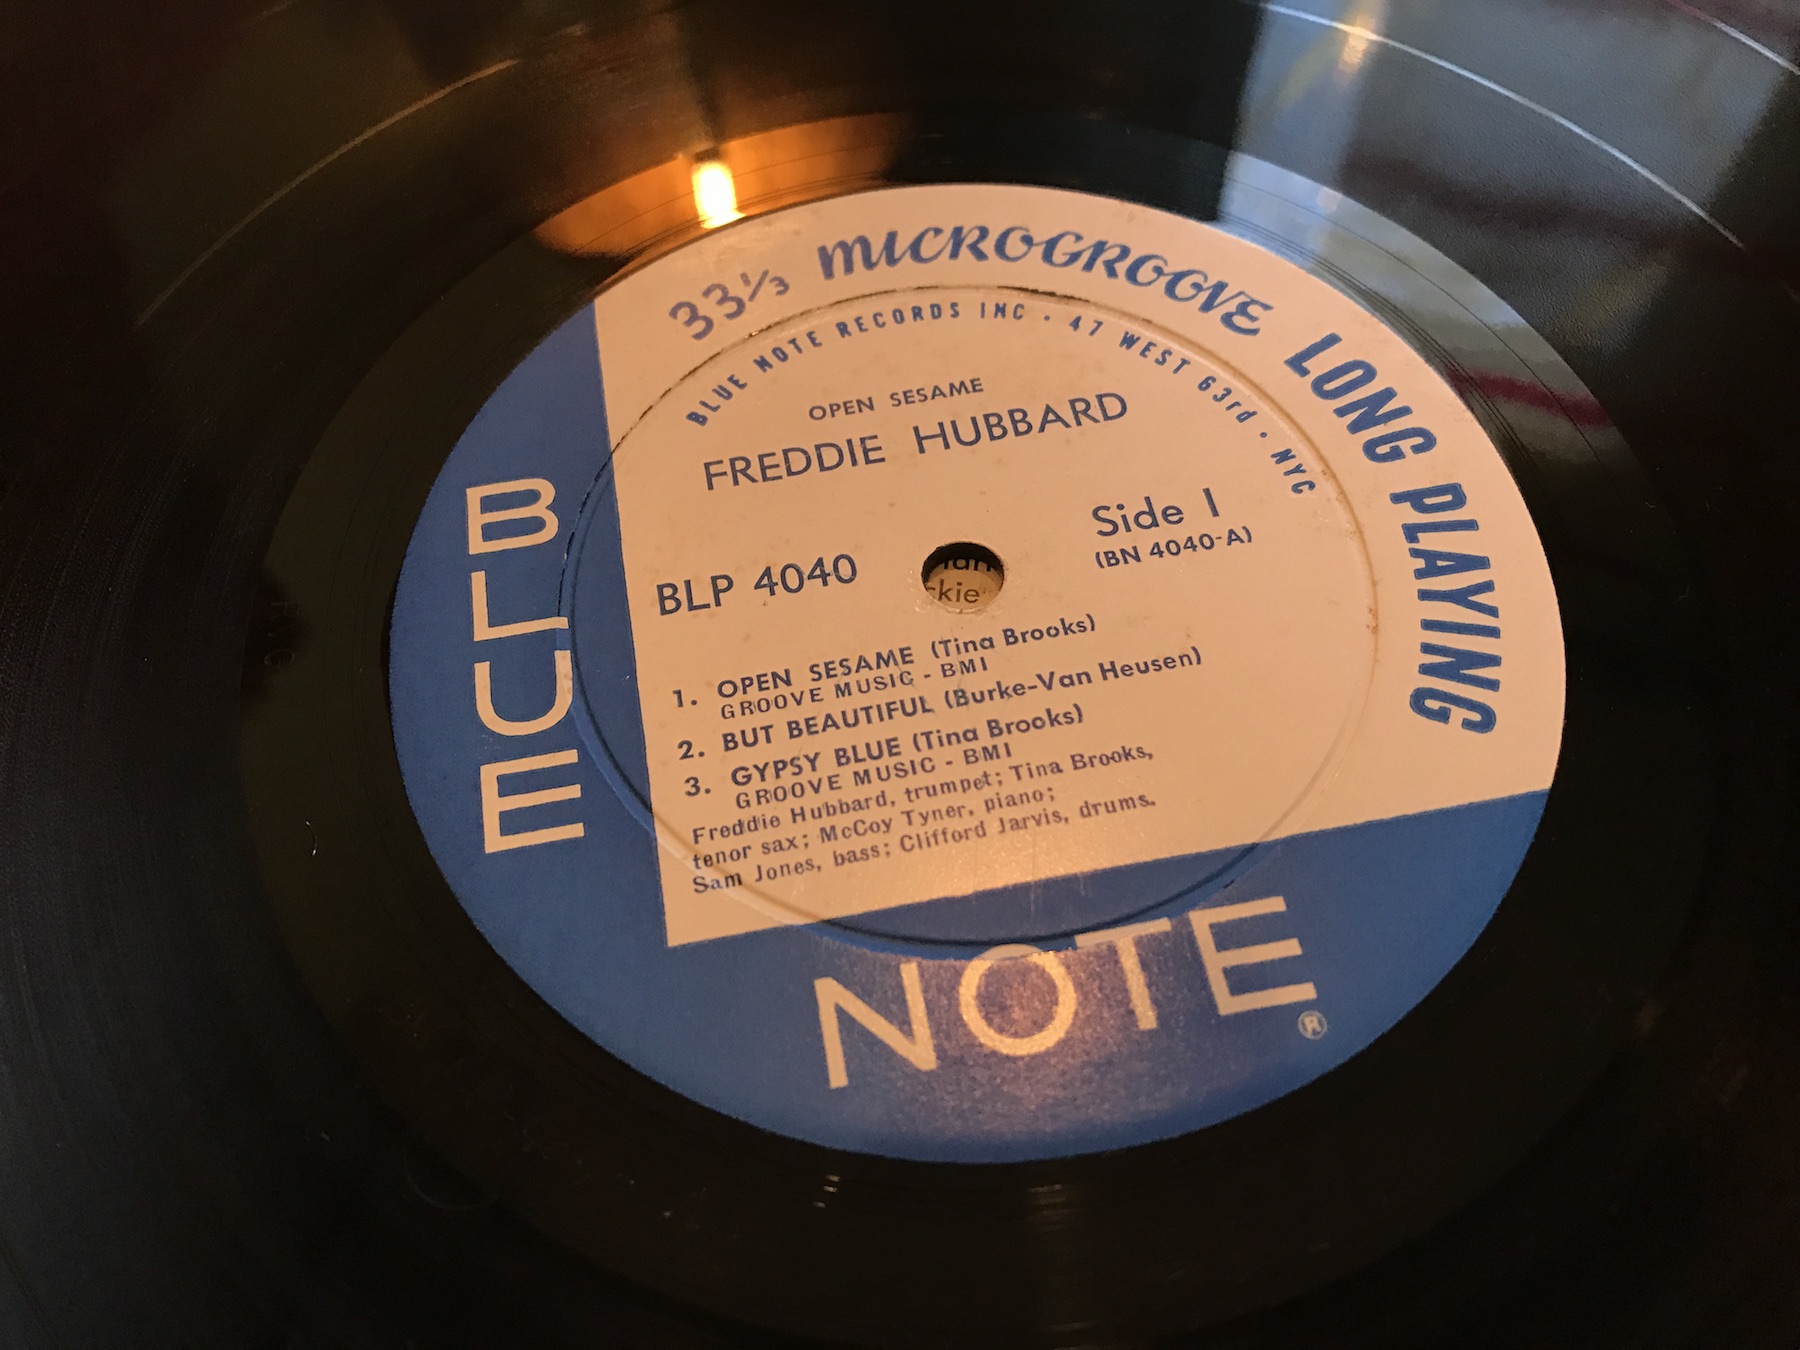 33⅓ MICROGROOVE LONG PLAYING
BLUE NOTE RECORDS INC · 47 WEST 63rd · NYC
OPEN SESAME
FREDDIE HUBBARD
Side 1
(BN 4040-A)
BLP 4040
1. OPEN SESAME (Tina Brooks)
GROOVE MUSIC - BMI
2. BUT BEAUTIFUL (Burke-Van Heusen)
3. GYPSY BLUE (Tina Brooks)
GROOVE MUSIC - BMI
Freddie Hubbard, trumpet; Tina Brooks,
tenor sax; McCoy Tyner, piano;
Sam Jones, bass; Clifford Jarvis, drums.
BLUE
NOTE ®